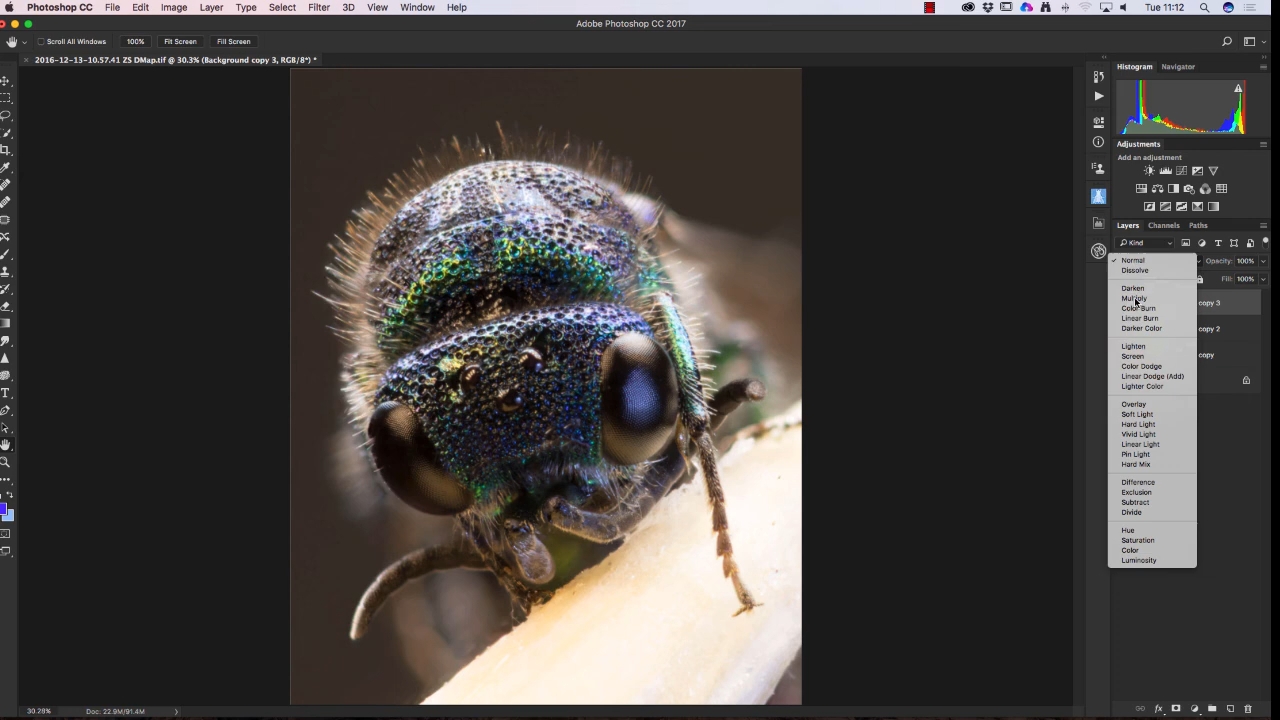 Photoshop CC File Edit Image Layer Type Select Filter 3D View Window Help Tue 11:12
Adobe Photoshop CC 2017
Scroll All Windows 100% Fit Screen Fill Screen
× 2016-12-13-10.57.41 ZS DMap.tif @ 30.3% (Background copy 3, RGB/8*) *
Histogram Navigator
Adjustments
Add an adjustment
Layers Channels Paths
Kind
Opacity: 100%
Fill: 100%
copy 3
copy 2
copy
Normal
Dissolve
Darken
Multiply
Color Burn
Linear Burn
Darker Color
Lighten
Screen
Color Dodge
Linear Dodge (Add)
Lighter Color
Overlay
Soft Light
Hard Light
Vivid Light
Linear Light
Pin Light
Hard Mix
Difference
Exclusion
Subtract
Divide
Hue
Saturation
Color
Luminosity
30.28% Doc: 22.9M/91.4M
fx